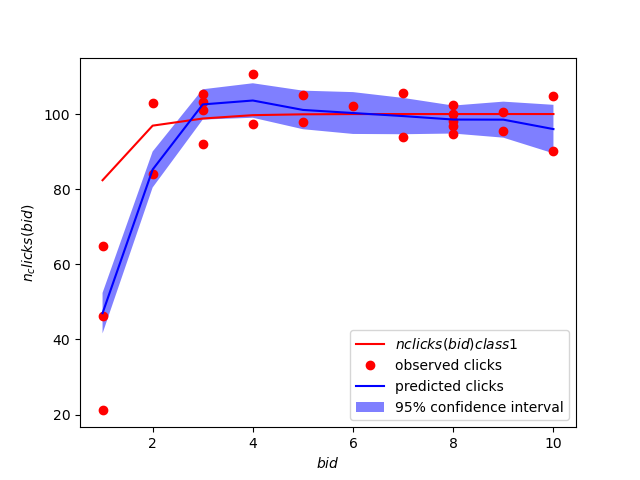 100
80
60
40
20
n_clicks(bid)
nclicks(bid)class1
observed clicks
predicted clicks
95% confidence interval
2
4
6
8
10
bid